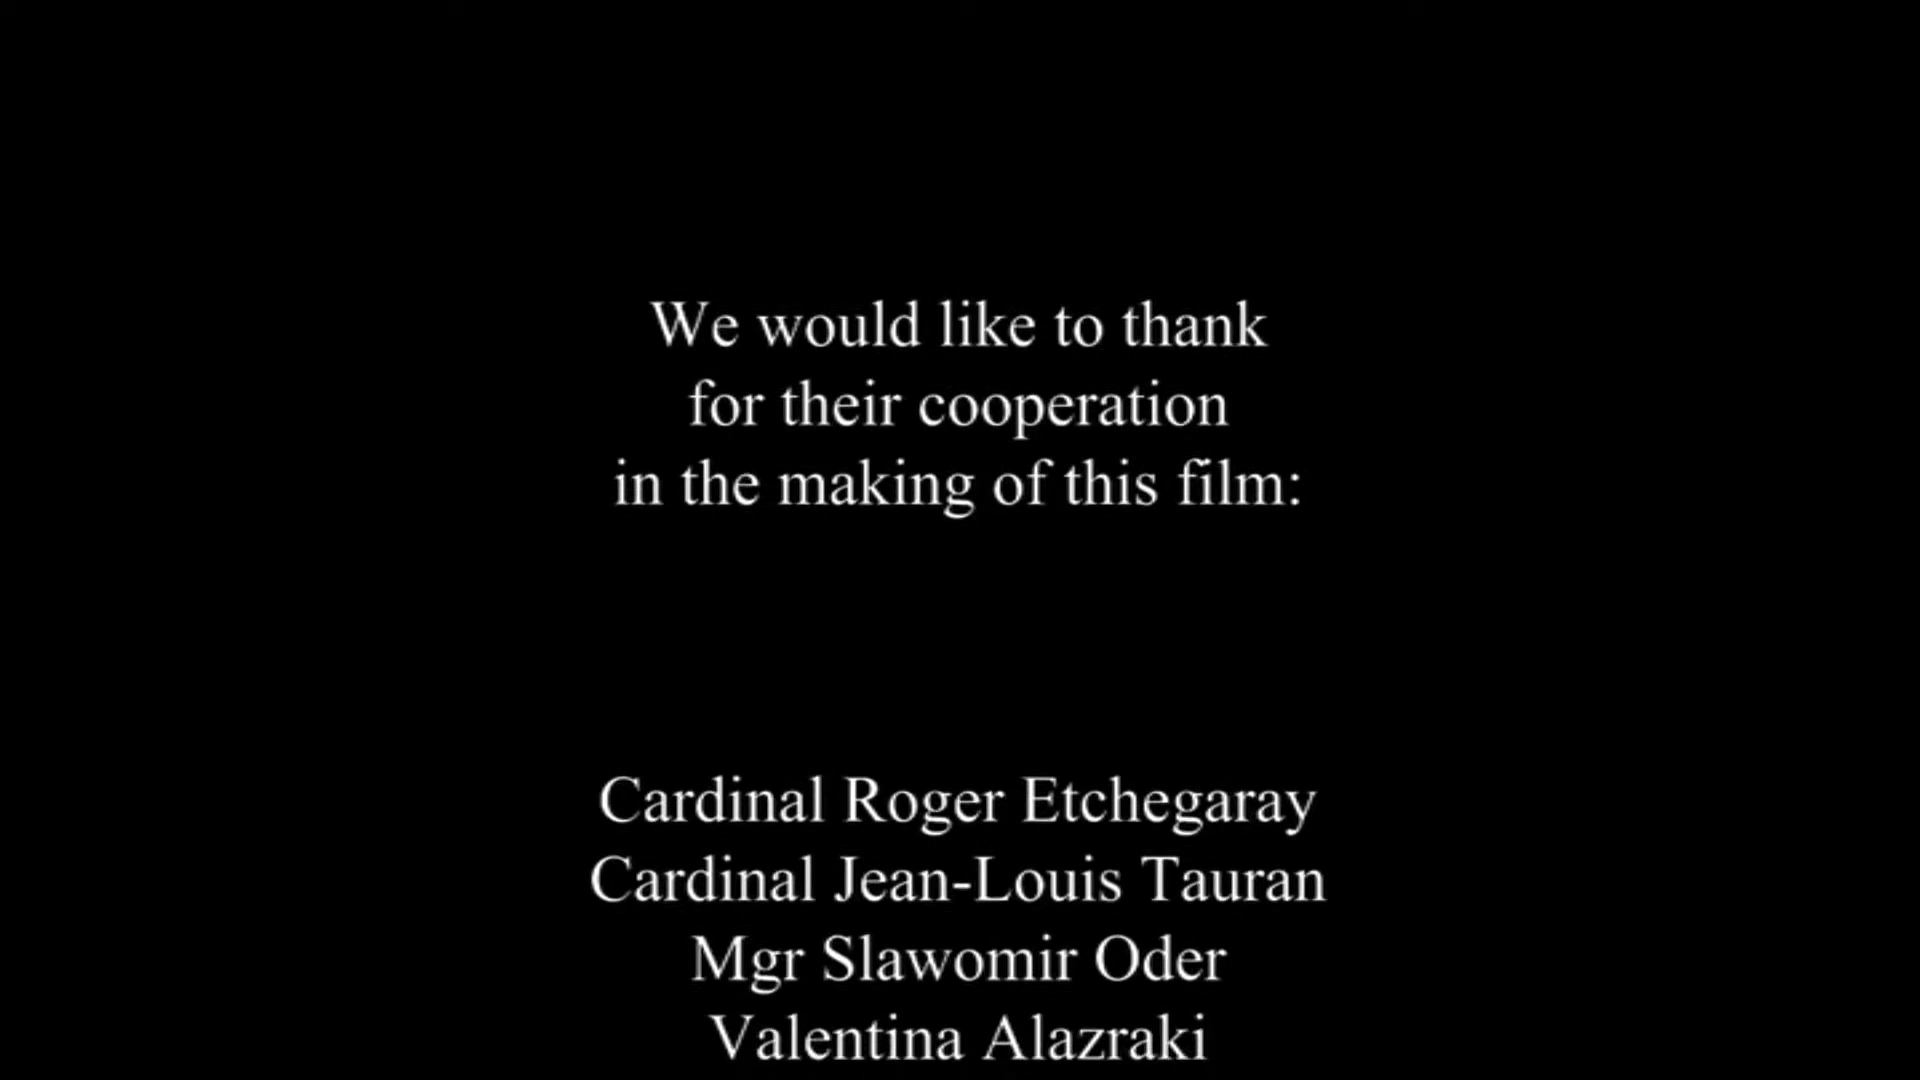 We would like to thank
for their cooperation
in the making of this film:
Cardinal Roger Etchegaray
Cardinal Jean-Louis Tauran
Mgr Slawomir Oder
Valentina Alazraki